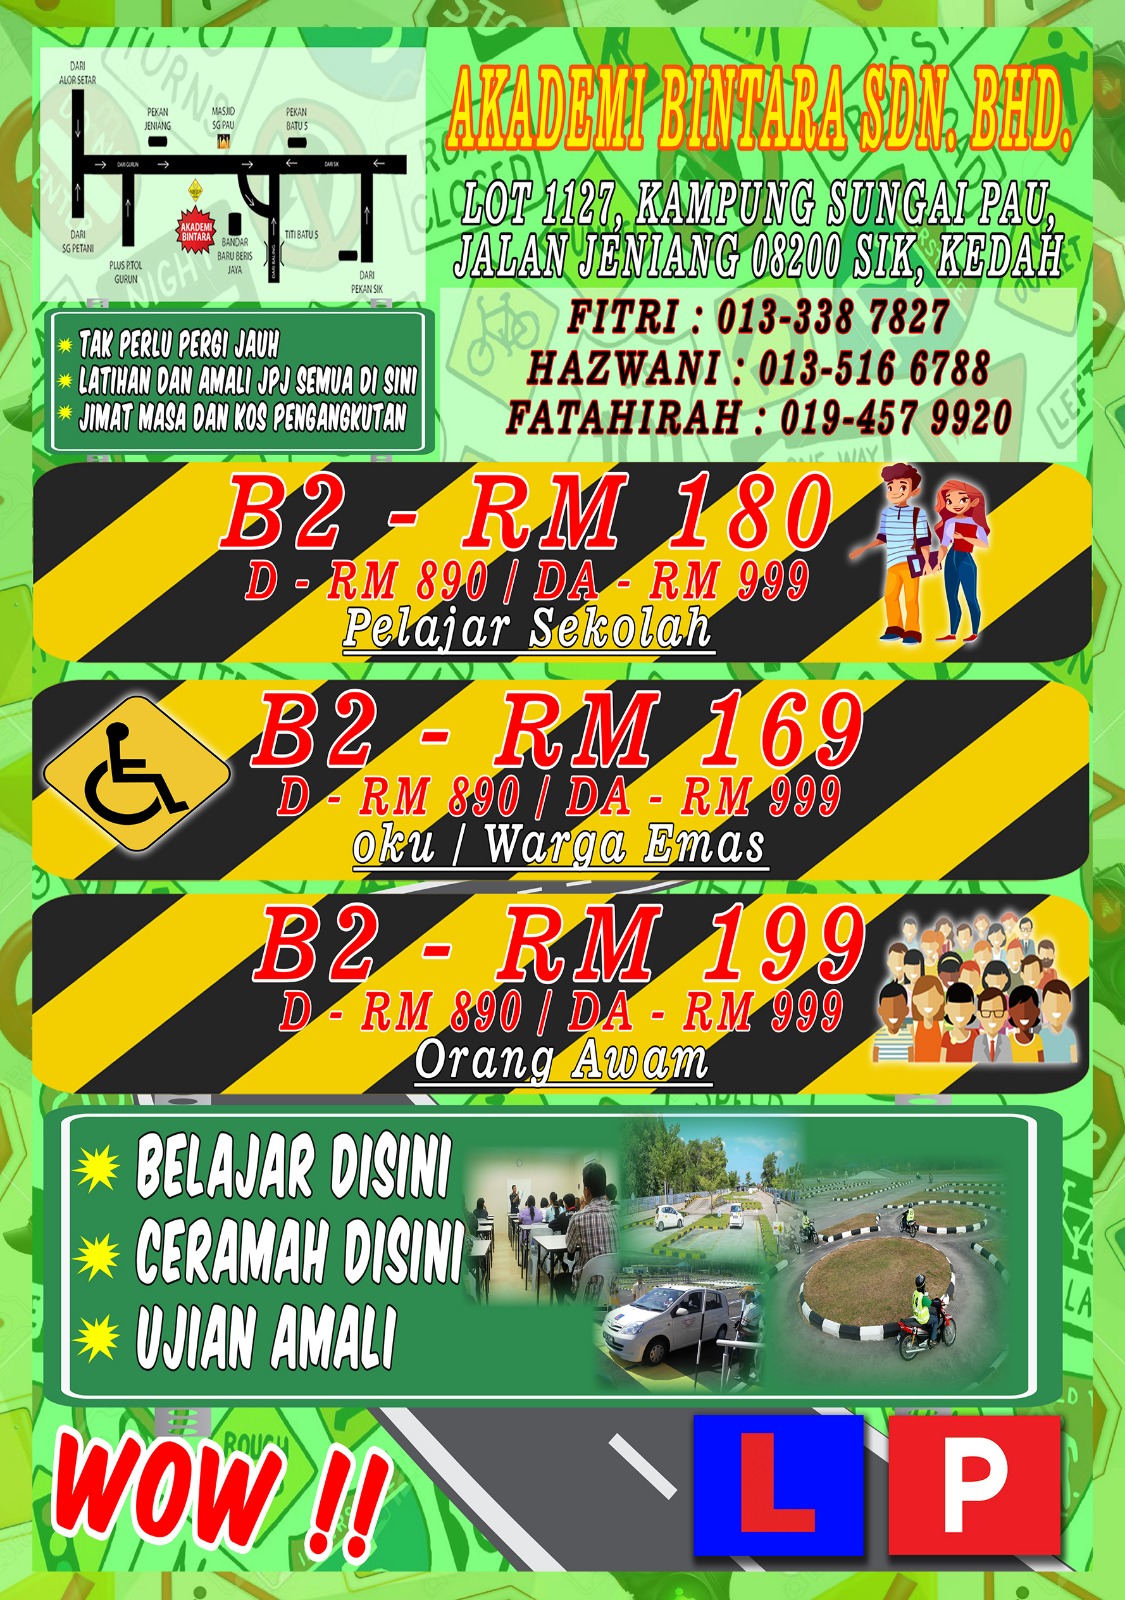 DARI
ALOR SETAR
PEKAN
JENIANG
MASJID
SG PAU
PEKAN
BATU 5
DARI GURUN
DARI SIK
AKADEMI
BINTARA
DARI
SG PETANI
PLUS P.TOL
GURUN
BANDAR
BARU BERIS
JAYA
DARI BALING
TITI BATU 5
DARI
PEKAN SIK
AKADEMI BINTARA SDN. BHD.
LOT 1127, KAMPUNG SUNGAI PAU,
JALAN JENIANG 08200 SIK, KEDAH
FITRI : 013-338 7827
HAZWANI : 013-516 6788
FATAHIRAH : 019-457 9920
TAK PERLU PERGI JAUH
LATIHAN DAN AMALI JPJ SEMUA DI SINI
JIMAT MASA DAN KOS PENGANGKUTAN
B2 - RM 180
D - RM 890 / DA - RM 999
Pelajar Sekolah
B2 - RM 169
D - RM 890 / DA - RM 999
oku / Warga Emas
B2 - RM 199
D - RM 890 / DA - RM 999
Orang Awam
BELAJAR DISINI
CERAMAH DISINI
UJIAN AMALI
WOW !!
L P